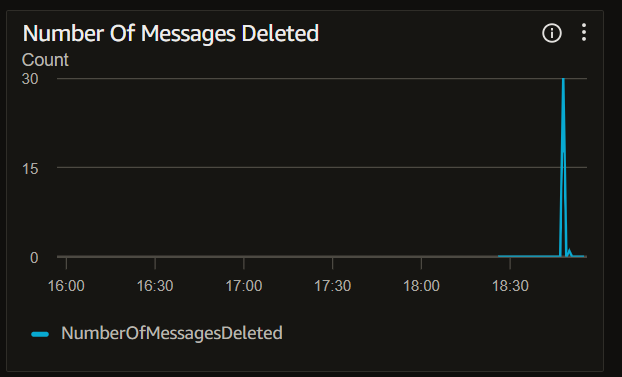 Number Of Messages Deleted
Count
30
15
0
16:00 16:30 17:00 17:30 18:00 18:30
NumberOfMessagesDeleted